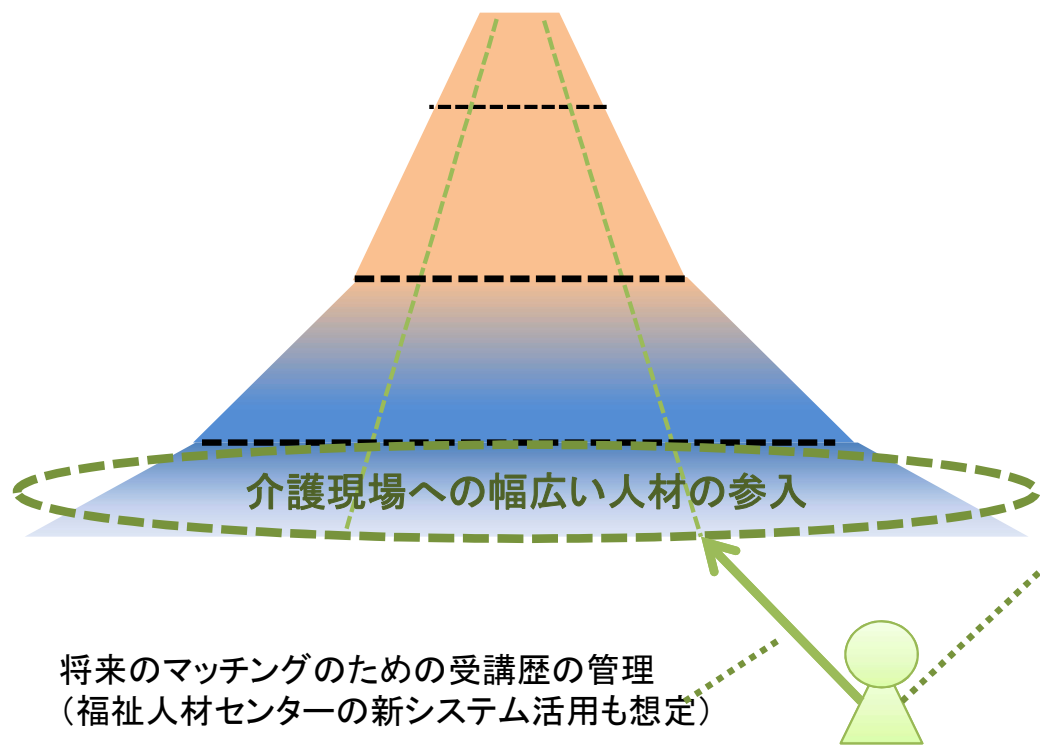 介護現場への幅広い人材の参入
将来のマッチングのための受講歴の管理
（福祉人材センターの新システム活用も想定）